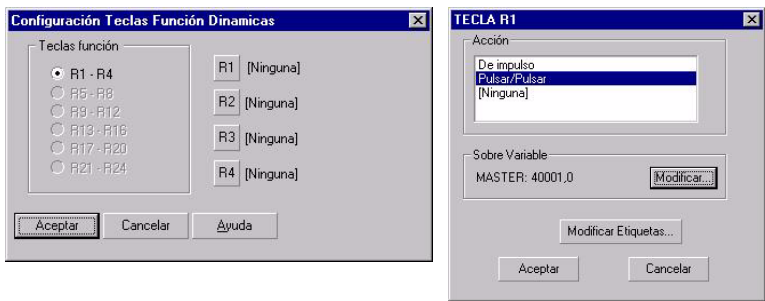 Configuración Teclas Función Dinamicas
Teclas función
R1 - R4
R5 - R8
R9 - R12
R13 - R16
R17 - R20
R21 - R24
R1 [Ninguna]
R2 [Ninguna]
R3 [Ninguna]
R4 [Ninguna]
Aceptar Cancelar Ayuda
TECLA R1
Acción
De impulso
Pulsar/Pulsar
[Ninguna]
Sobre Variable
MASTER: 40001,0 Modificar...
Modificar Etiquetas...
Aceptar Cancelar